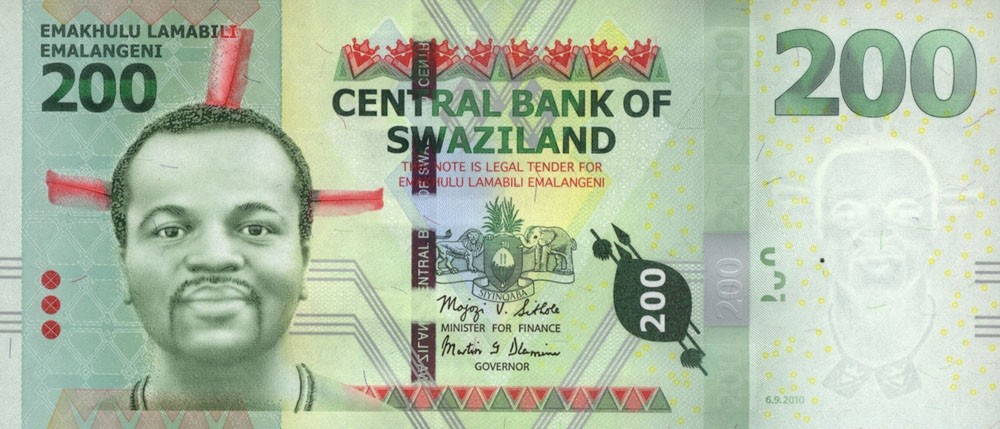 EMAKHULU LAMABILI
EMALANGENI
200
CENTRAL BANK OF
SWAZILAND
THIS NOTE IS LEGAL TENDER FOR
EMAKHULU LAMABILI EMALANGENI
SIYINQABA
Mojozi V. Sithole
MINISTER FOR FINANCE
Martin G Dlamini
GOVERNOR
200
200
200
6.9.2010